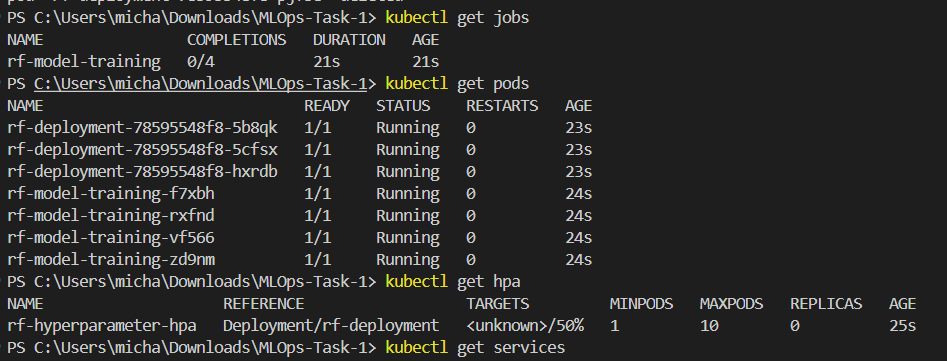 PS C:\Users\micha\Downloads\MLOps-Task-1> kubectl get jobs
NAME COMPLETIONS DURATION AGE
rf-model-training 0/4 21s 21s
PS C:\Users\micha\Downloads\MLOps-Task-1> kubectl get pods
NAME READY STATUS RESTARTS AGE
rf-deployment-78595548f8-5b8qk 1/1 Running 0 23s
rf-deployment-78595548f8-5cfsx 1/1 Running 0 23s
rf-deployment-78595548f8-hxrdb 1/1 Running 0 23s
rf-model-training-f7xbh 1/1 Running 0 24s
rf-model-training-rxfnd 1/1 Running 0 24s
rf-model-training-vf566 1/1 Running 0 24s
rf-model-training-zd9nm 1/1 Running 0 24s
PS C:\Users\micha\Downloads\MLOps-Task-1> kubectl get hpa
NAME REFERENCE TARGETS MINPODS MAXPODS REPLICAS AGE
rf-hyperparameter-hpa Deployment/rf-deployment <unknown>/50% 1 10 0 25s
PS C:\Users\micha\Downloads\MLOps-Task-1> kubectl get services